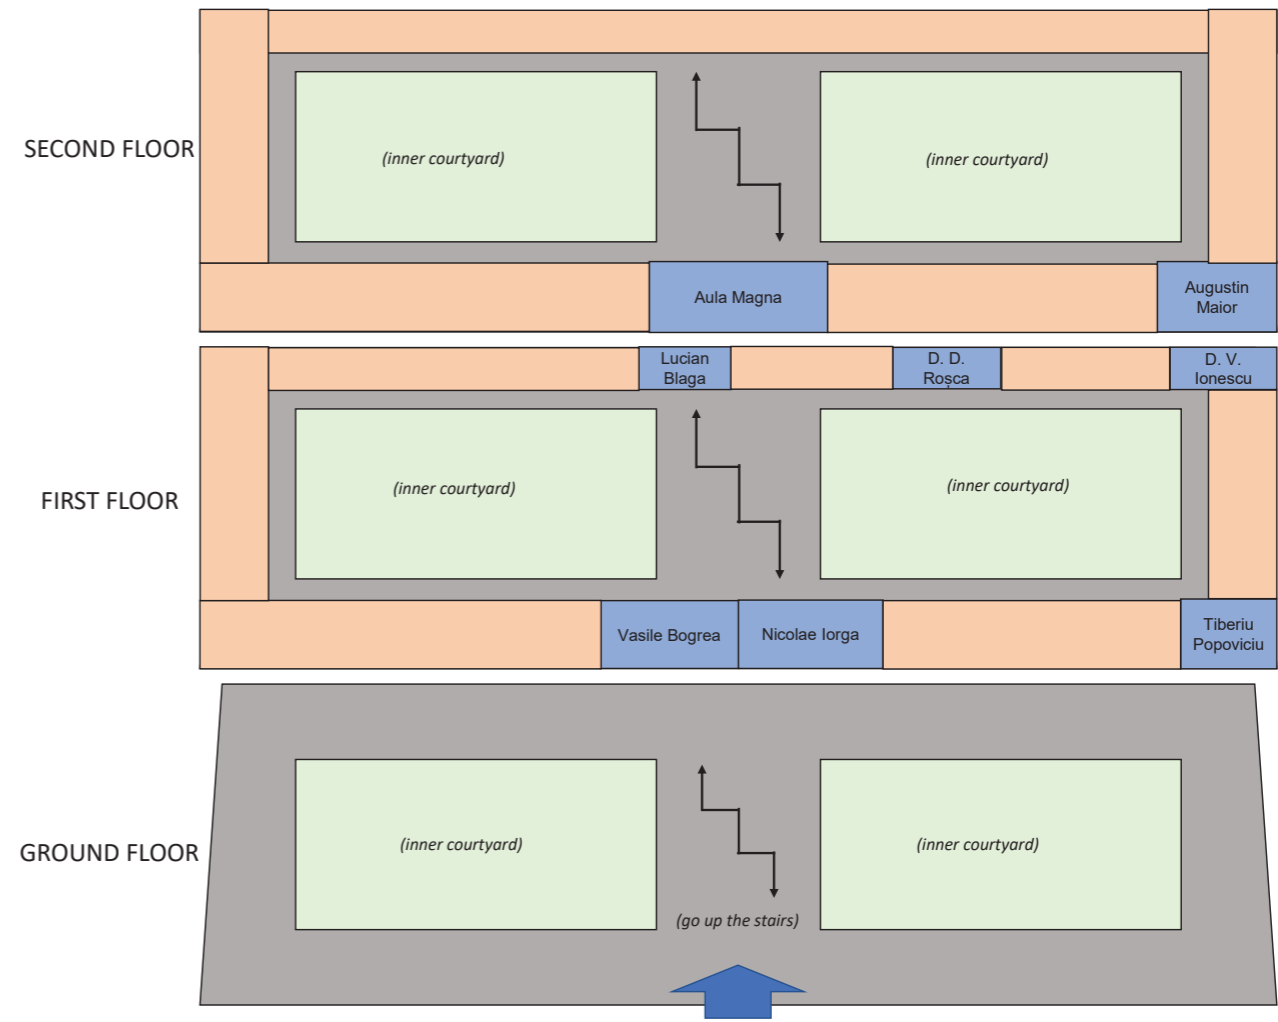 SECOND FLOOR
(inner courtyard)
(inner courtyard)
Aula Magna
Augustin
Maior
FIRST FLOOR
Lucian
Blaga
D. D.
Roșca
D. V.
Ionescu
(inner courtyard)
(inner courtyard)
Vasile Bogrea
Nicolae Iorga
Tiberiu
Popoviciu
GROUND FLOOR
(inner courtyard)
(inner courtyard)
(go up the stairs)